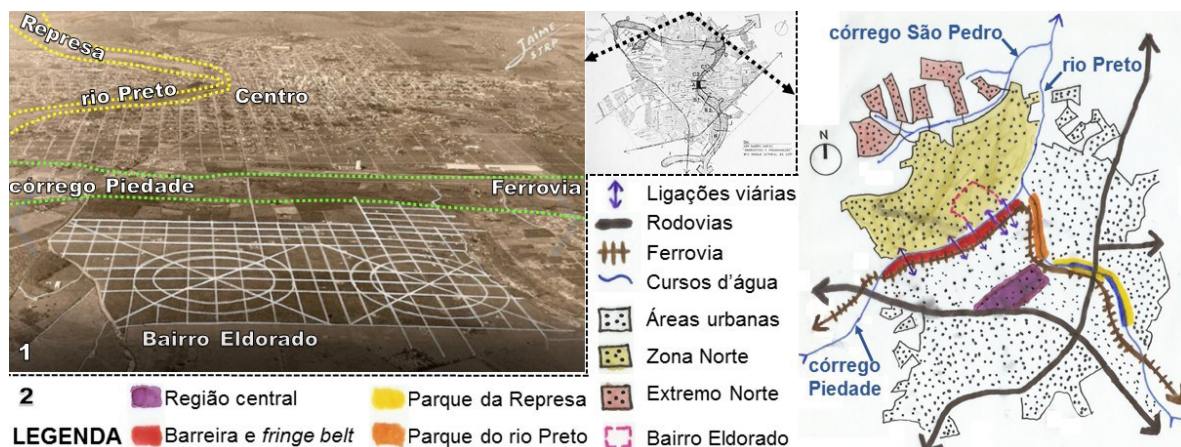 Represa
JAIME
rio Preto
Centro
córrego Piedade
Ferrovia
Bairro Eldorado
1
2
LEGENDA
Região central
Barreira e fringe belt
Parque da Represa
Parque do rio Preto
Ligações viárias
Rodovias
Ferrovia
Cursos d'água
Áreas urbanas
Zona Norte
Extremo Norte
Bairro Eldorado
córrego São Pedro
rio Preto
N
córrego
Piedade